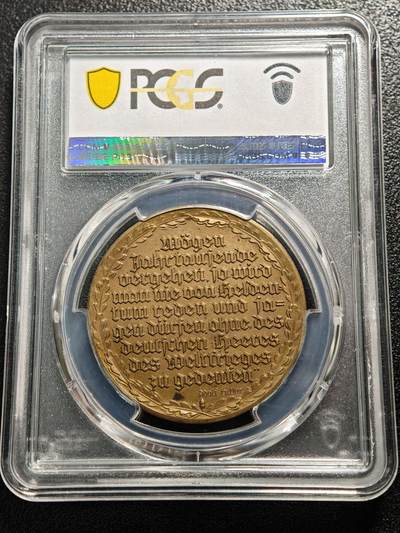 PCGS
Mögen
Jahrtausende
vergehen, so wird
man nie von Helden
tum reden und sa-
gen dürfen, ohne des
deutschen Heeres
des Weltkrieges
zu gedenken"